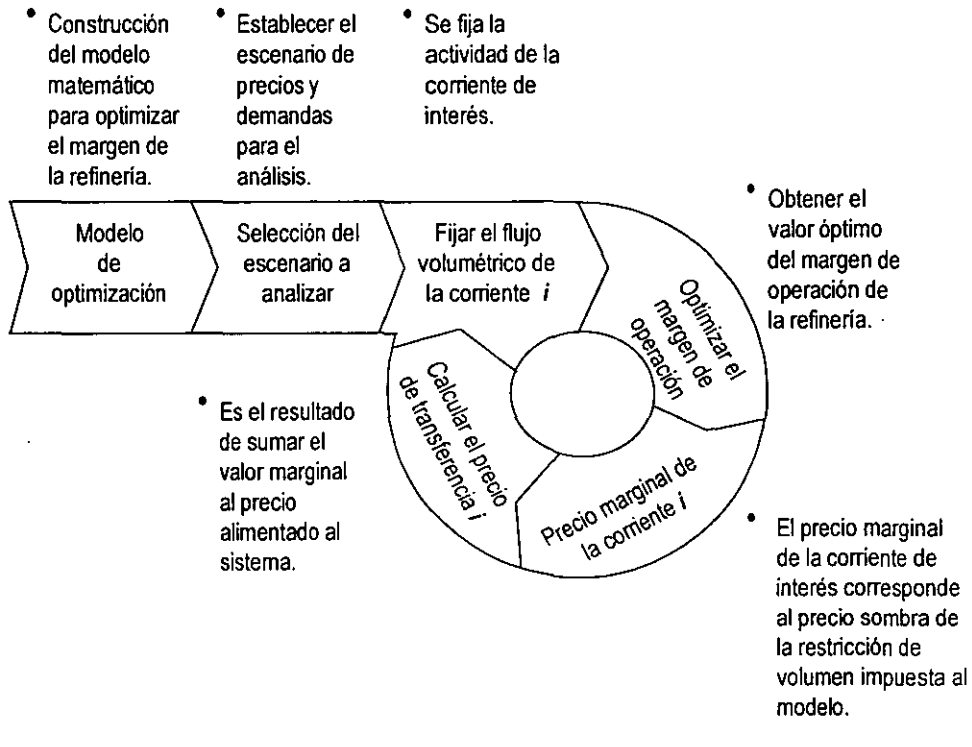 • Construcción
del modelo
matemático
para optimizar
el margen de
la refinería.
• Establecer el
escenario de
precios y
demandas
para el
análisis.
• Se fija la
actividad de la
corriente de
interés.
Modelo
de
optimización
Selección del
escenario a
analizar
Fijar el flujo
volumétrico de
la corriente i
Optimizar el
margen de
operación
• Obtener el
valor óptimo
del margen de
operación de
la refinería.
Precio marginal de
la corriente i
• El precio marginal
de la corriente de
interés corresponde
al precio sombra de
la restricción de
volumen impuesta al
modelo.
Calcular el precio
de transferencia i
• Es el resultado
de sumar el
valor marginal
al precio
alimentado al
sistema.